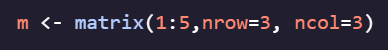 m <- matrix(1:5,nrow=3, ncol=3)